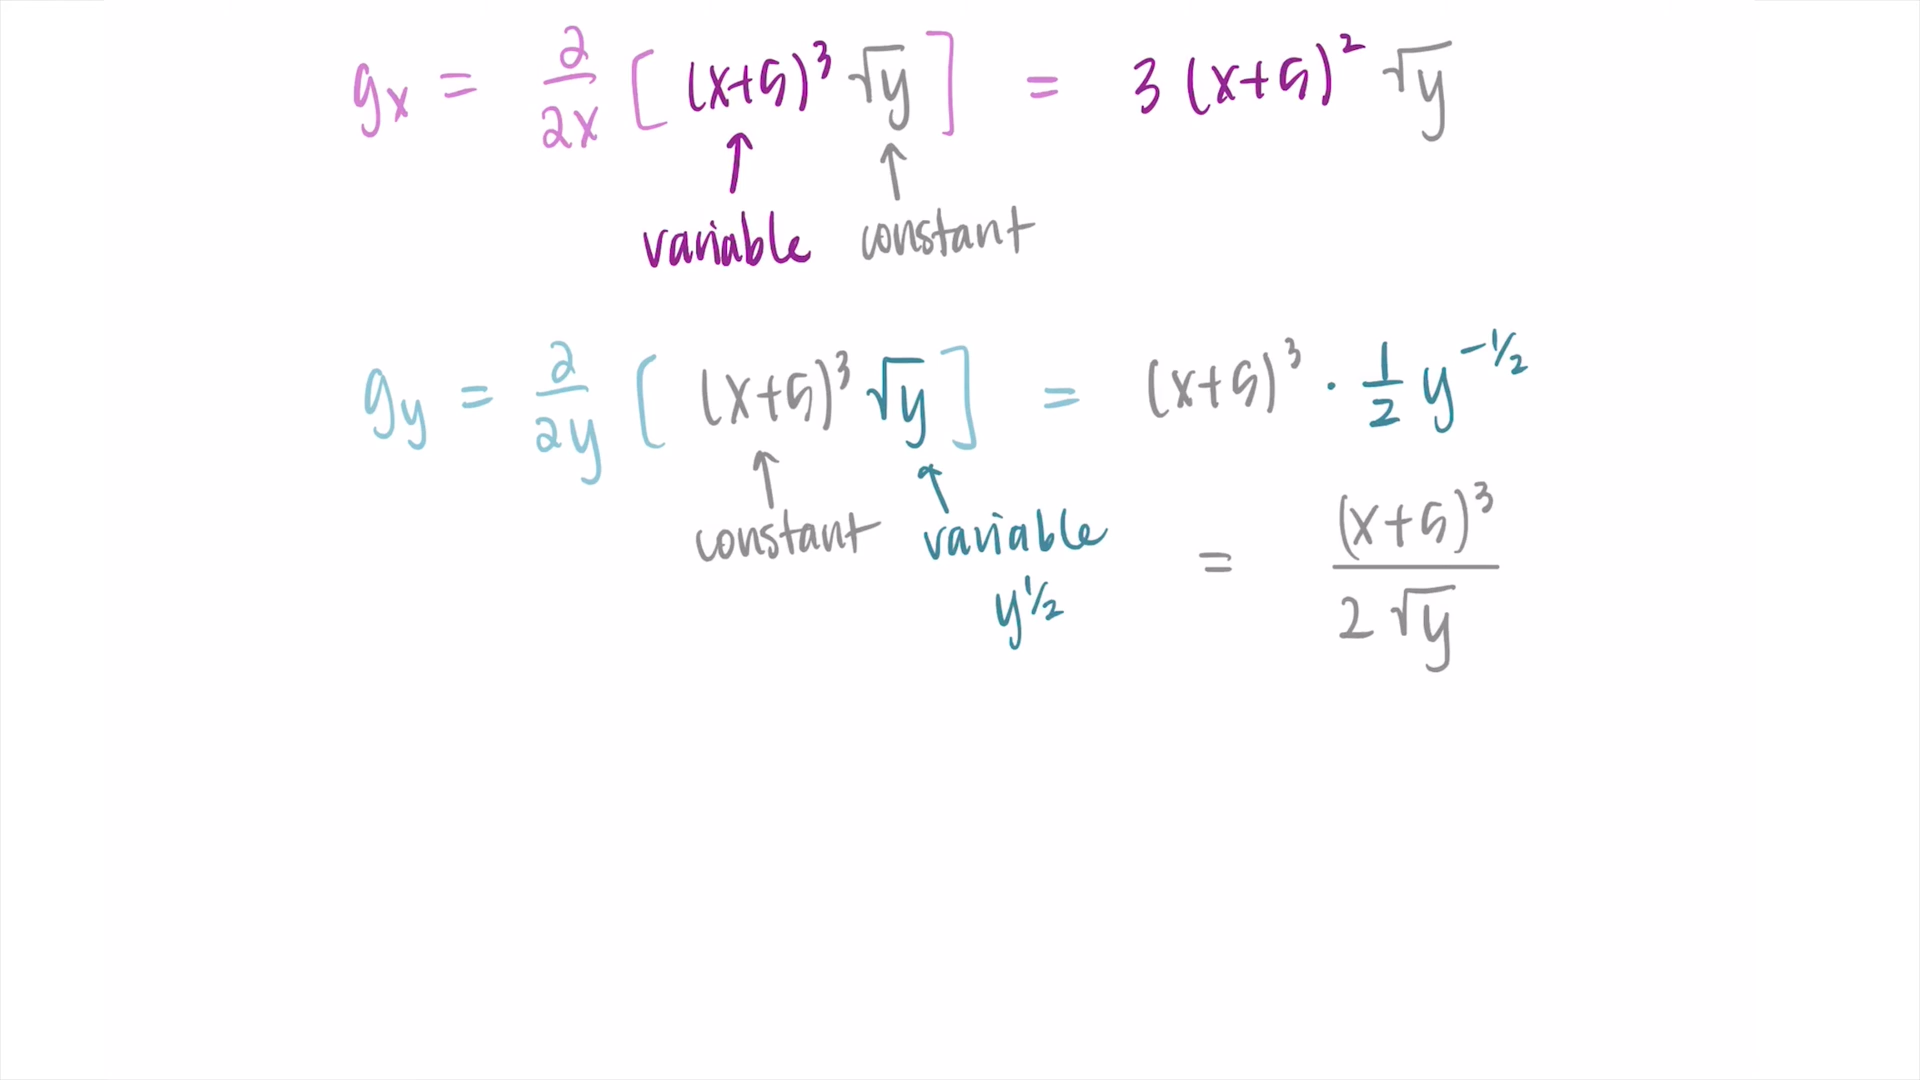 gx = ∂/∂x [ (x+5)³ √y ] = 3 (x+5)² √y
↑ ↑
variable constant
gy = ∂/∂y [ (x+5)³ √y ] = (x+5)³ · 1/2 y^-1/2
↑ ↑
constant variable
y^1/2
= (x+5)³ / 2 √y